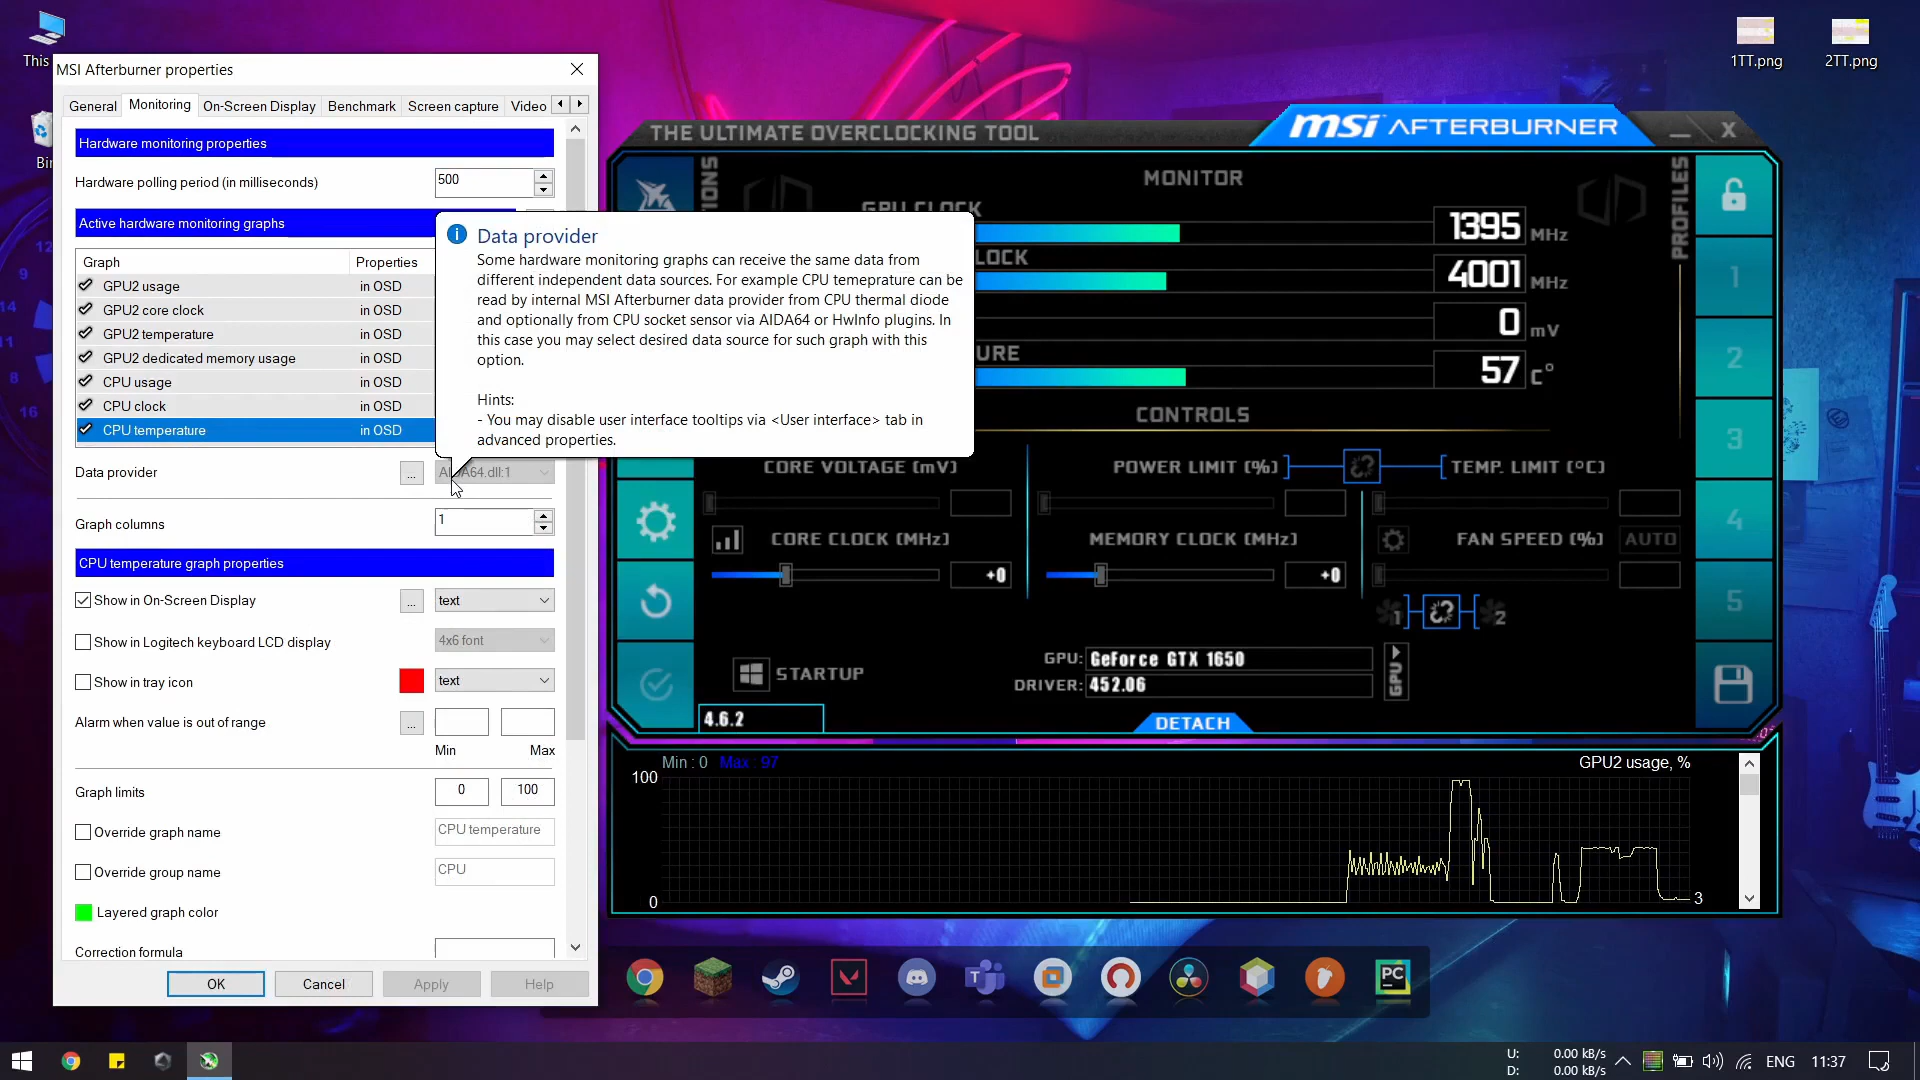 This
Bin
1TT.png
2TT.png
MSI Afterburner properties
General
Monitoring
On-Screen Display
Benchmark
Screen capture
Video
Hardware monitoring properties
Hardware polling period (in milliseconds)
500
Active hardware monitoring graphs
Graph
Properties
GPU2 usage
in OSD
GPU2 core clock
in OSD
GPU2 temperature
in OSD
GPU2 dedicated memory usage
in OSD
CPU usage
in OSD
CPU clock
in OSD
CPU temperature
in OSD
Data provider
...
AIDA64.dll:1
Graph columns
1
CPU temperature graph properties
Show in On-Screen Display
...
text
Show in Logitech keyboard LCD display
4x6 font
Show in tray icon
text
Alarm when value is out of range
...
Min
Max
Graph limits
0
100
Override graph name
CPU temperature
Override group name
CPU
Layered graph color
Correction formula
OK
Cancel
Apply
Help
Data provider
Some hardware monitoring graphs can receive the same data from
different independent data sources. For example CPU temeprature can be
read by internal MSI Afterburner data provider from CPU thermal diode
and optionally from CPU socket sensor via AIDA64 or HwInfo plugins. In
this case you may select desired data source for such graph with this
option.
Hints:
- You may disable user interface tooltips via <User interface> tab in
advanced properties.
THE ULTIMATE OVERCLOCKING TOOL
msi AFTERBURNER
MONITOR
PROFILES
GPU CLOCK
1395 MHz
4001 MHz
0 mV
57 C°
CONTROLS
CORE VOLTAGE (mV)
POWER LIMIT (%)
TEMP. LIMIT (°C)
CORE CLOCK (MHz)
+0
MEMORY CLOCK (MHz)
+0
FAN SPEED (%)
AUTO
1
2
1
2
3
4
5
STARTUP
GPU: GeForce GTX 1650
DRIVER: 452.06
GPU
4.6.2
DETACH
Min : 0
Max : 97
GPU2 usage, %
100
0
3
PC
U: 0.00 kB/s
D: 0.00 kB/s
ENG
11:37